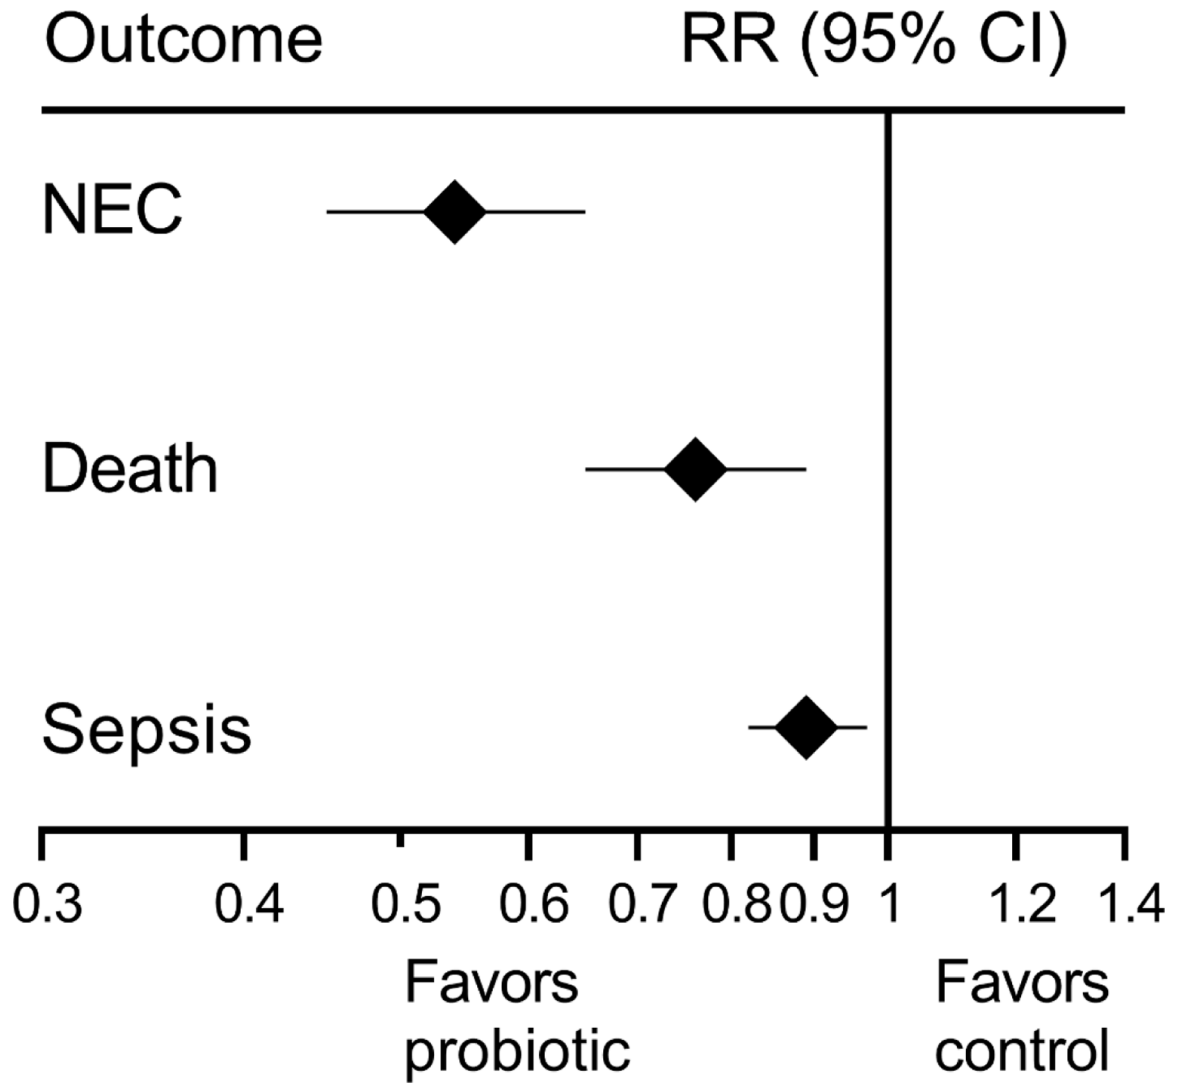 Outcome RR (95% CI)
NEC
Death
Sepsis
0.3 0.4 0.5 0.6 0.7 0.8 0.9 1 1.2 1.4
Favors probiotic
Favors control